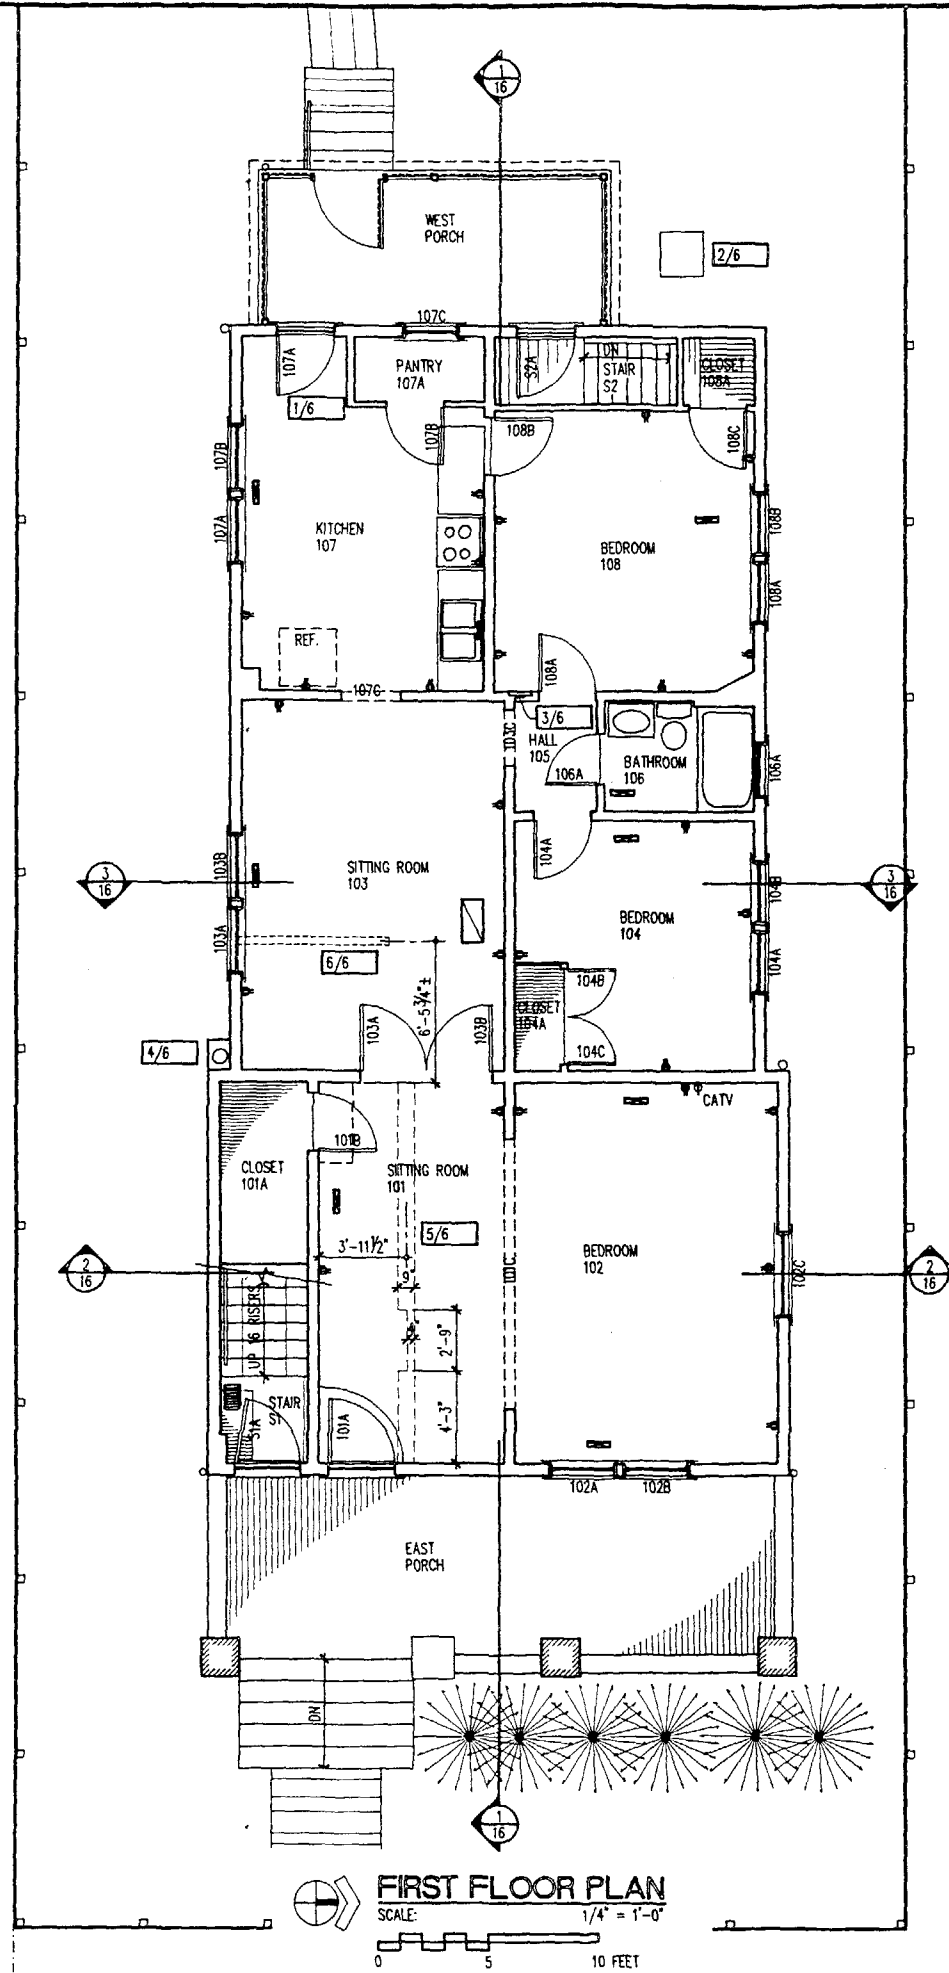 1
16
WEST
PORCH
2/6
107C
107A
PANTRY
107A
S2A
DN
STAIR
S2
CLOSET
108A
1/6
107B
108B
108C
107B
107A
KITCHEN
107
BEDROOM
108
108B
108A
REF.
108A
107C
103C
3/6
HALL
105
106A
BATHROOM
106
106A
104A
3
16
103B
103A
SITTING ROOM
103
BEDROOM
104
104B
104A
3
16
6/6
6'-5 3/4" ±
CLOSET
104A
104B
104C
103A
103B
4/6
CATV
101B
CLOSET
101A
SITTING ROOM
101
5/6
3'-11 1/2"
9"
BEDROOM
102
102C
2
16
2
16
UP 16 RISERS
2'-9"
4'-3"
STAIR
S1
S1A
101A
102A
102B
EAST
PORCH
DN
1
16
FIRST FLOOR PLAN
SCALE: 1/4" = 1'-0"
0 5 10 FEET